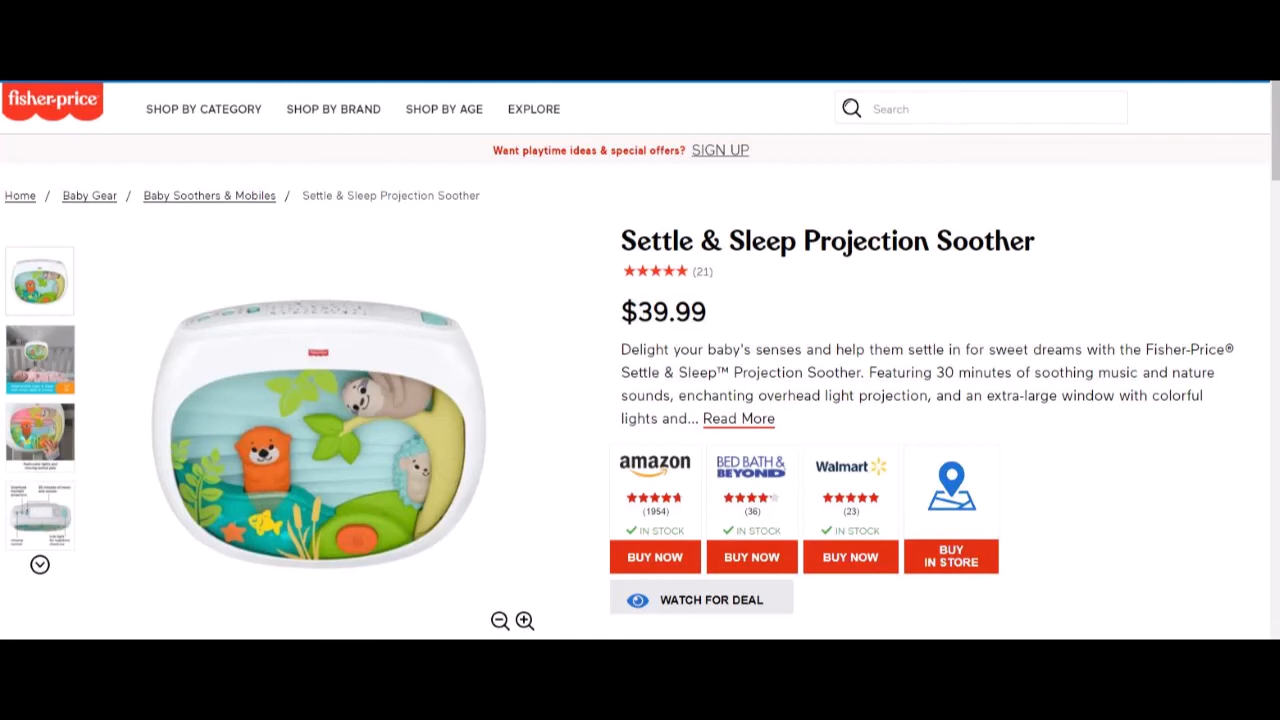 fisher-price
SHOP BY CATEGORY SHOP BY BRAND SHOP BY AGE EXPLORE
Search
Want playtime ideas & special offers? SIGN UP
Home / Baby Gear / Baby Soothers & Mobiles / Settle & Sleep Projection Soother
Settle & Sleep Projection Soother
(21)
$39.99
Delight your baby's senses and help them settle in for sweet dreams with the Fisher-Price®
Settle & Sleep™ Projection Soother. Featuring 30 minutes of soothing music and nature
sounds, enchanting overhead light projection, and an extra-large window with colorful
lights and... Read More
amazon BED BATH & BEYOND Walmart
(1954) (36) (23)
IN STOCK IN STOCK IN STOCK
BUY NOW BUY NOW BUY NOW BUY IN STORE
WATCH FOR DEAL